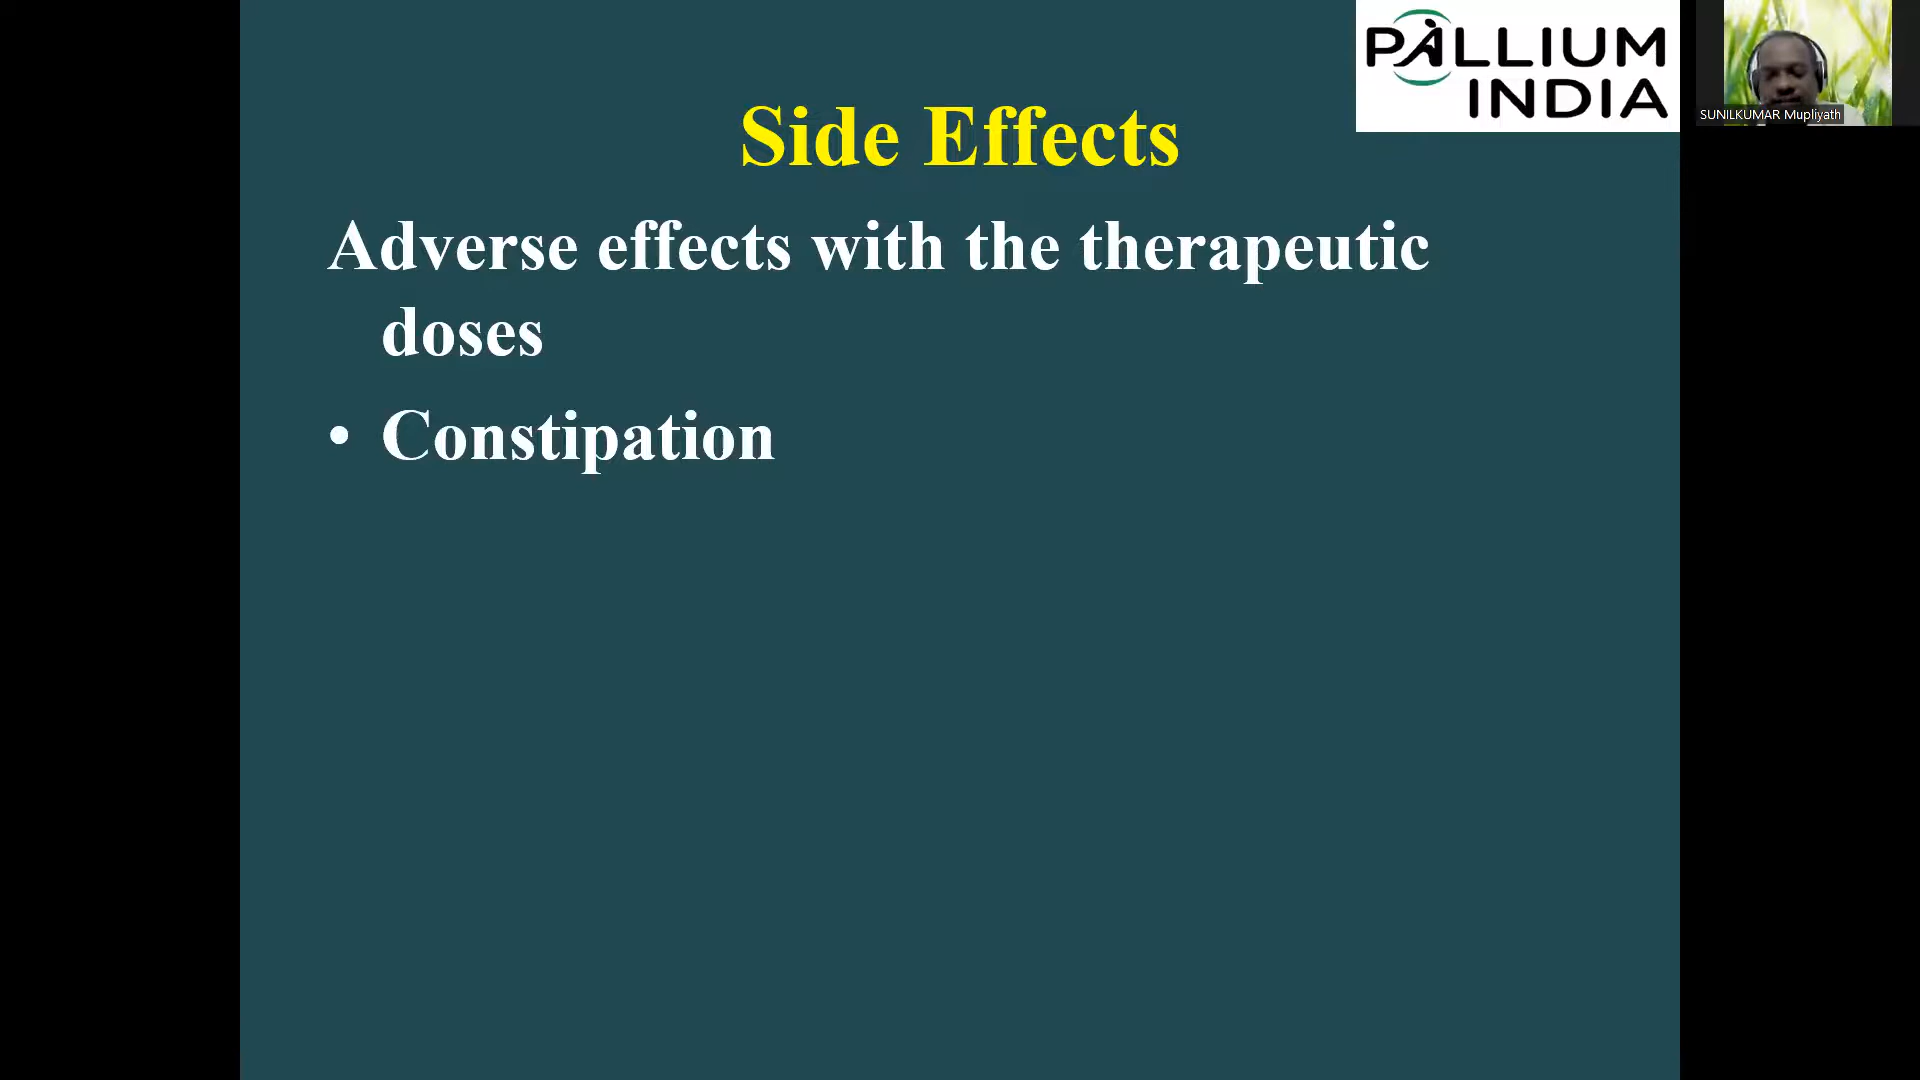 PALLIUM
INDIA
SUNILKUMAR Mupliyath
Side Effects
Adverse effects with the therapeutic
doses
• Constipation